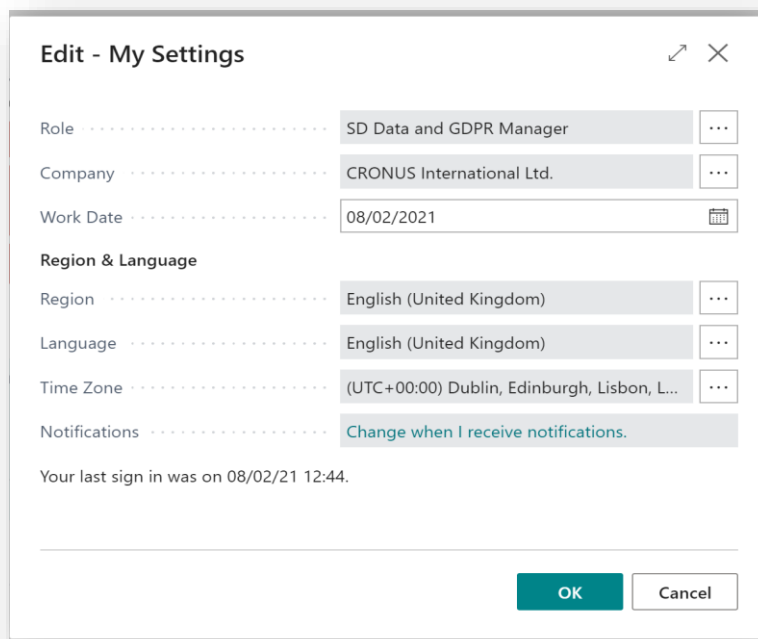 Edit - My Settings
Role SD Data and GDPR Manager ...
Company CRONUS International Ltd. ...
Work Date 08/02/2021
Region & Language
Region English (United Kingdom) ...
Language English (United Kingdom) ...
Time Zone (UTC+00:00) Dublin, Edinburgh, Lisbon, L... ...
Notifications Change when I receive notifications.
Your last sign in was on 08/02/21 12:44.
OK Cancel